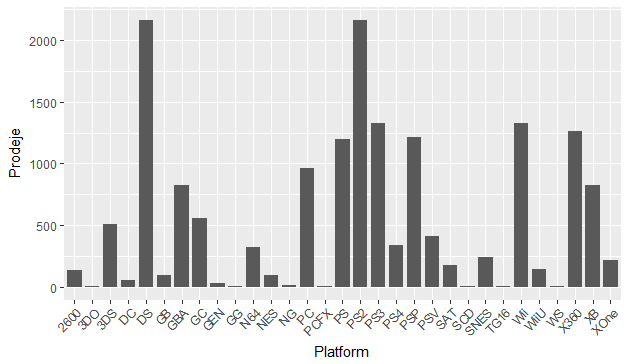 Prodeje
2000
1500
1000
500
0
2600
3DO
3DS
DC
DS
GB
GBA
GC
GEN
GG
N64
NES
NG
PC
PCFX
PS
PS2
PS3
PS4
PSP
PSV
SAT
SCD
SNES
TG16
Wii
WiiU
WS
X360
XB
XOne
Platform